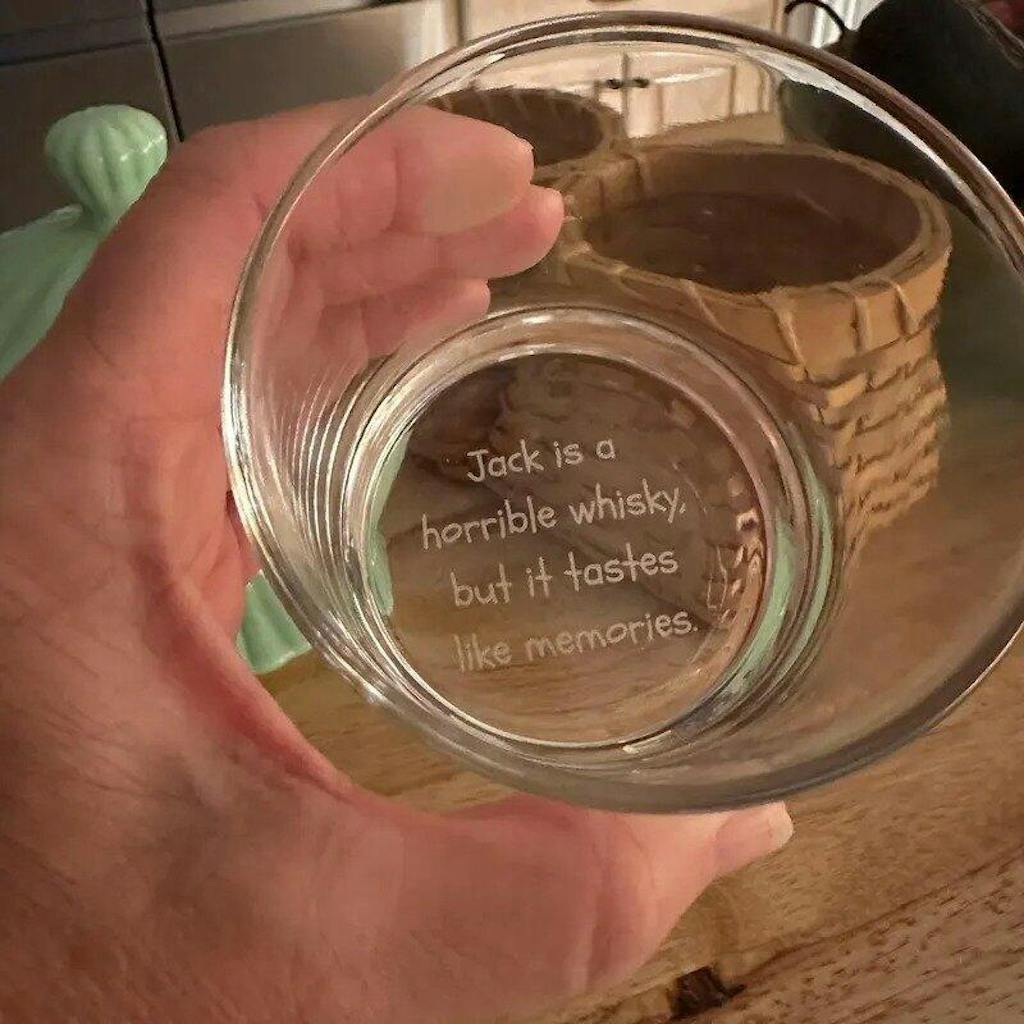 Jack is a
horrible whisky,
but it tastes
like memories.